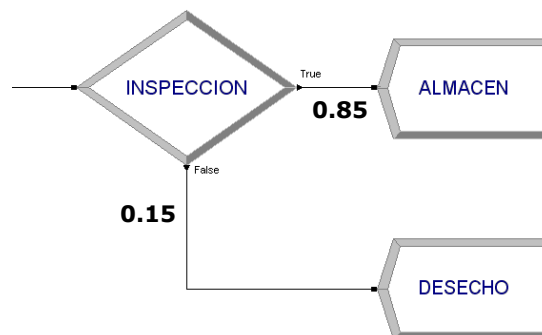 True
INSPECCION
ALMACEN
0.85
False
0.15
DESECHO